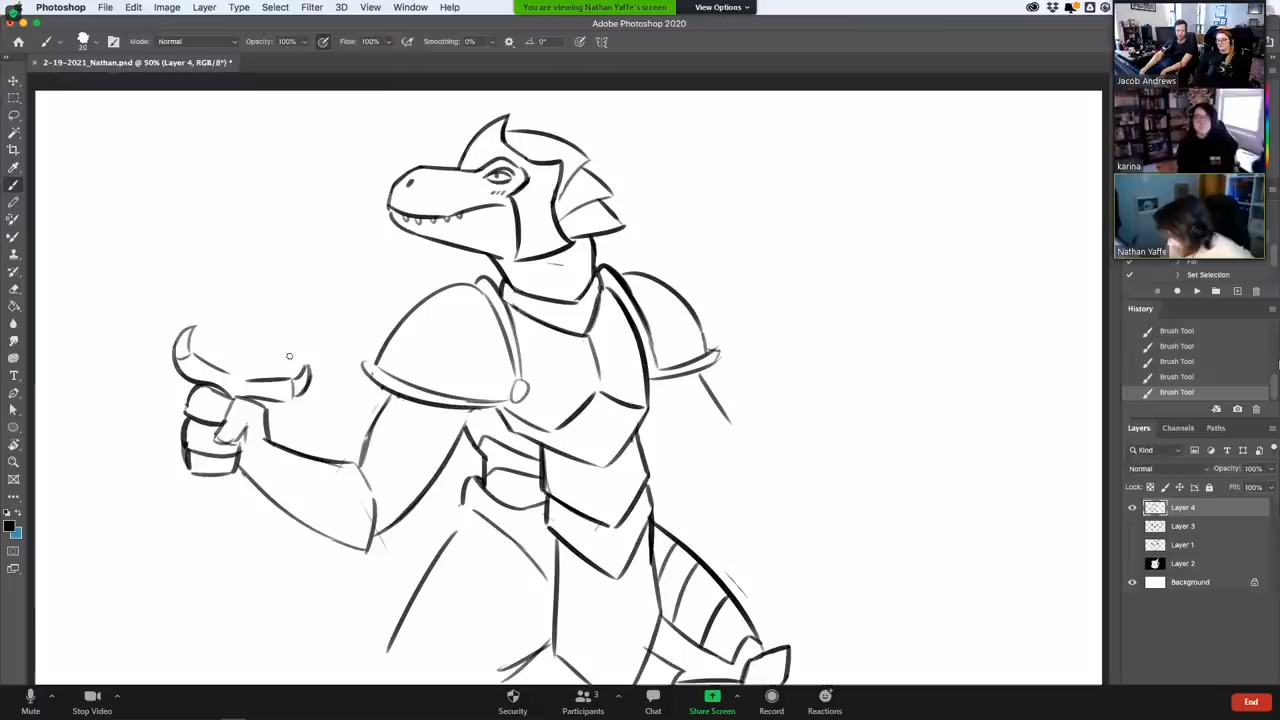 Photoshop File Edit Image Layer Type Select Filter 3D View Window Help
You are viewing Nathan Yaffe's screen View Options
Adobe Photoshop 2020
20 Mode: Normal Opacity: 100% Flow: 100% Smoothing: 0% 0°
2-19-2021_Nathan.psd @ 50% (Layer 4, RGB/8*) *
Jacob Andrews
karina
Nathan Yaffe
Set Selection
History
Brush Tool
Brush Tool
Brush Tool
Brush Tool
Brush Tool
Layers Channels Paths
Kind
Normal Opacity: 100%
Lock: Fill: 100%
Layer 4
Layer 3
Layer 1
Layer 2
Background
Mute Stop Video Security Participants 3 Chat Share Screen Record Reactions End